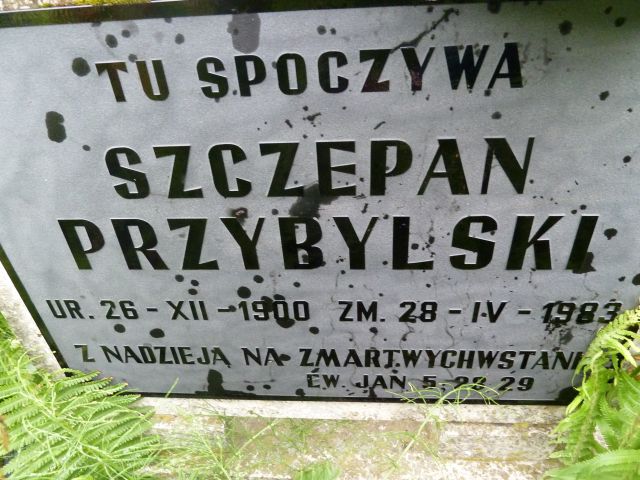 TU SPOCZYWA
SZCZEPAN
PRZYBYLSKI
UR. 26-XII-1900 ZM. 28-IV-1983
Z NADZIEJĄ NA ZMARTWYCHWSTANIE
EW. JAN 5-28 29